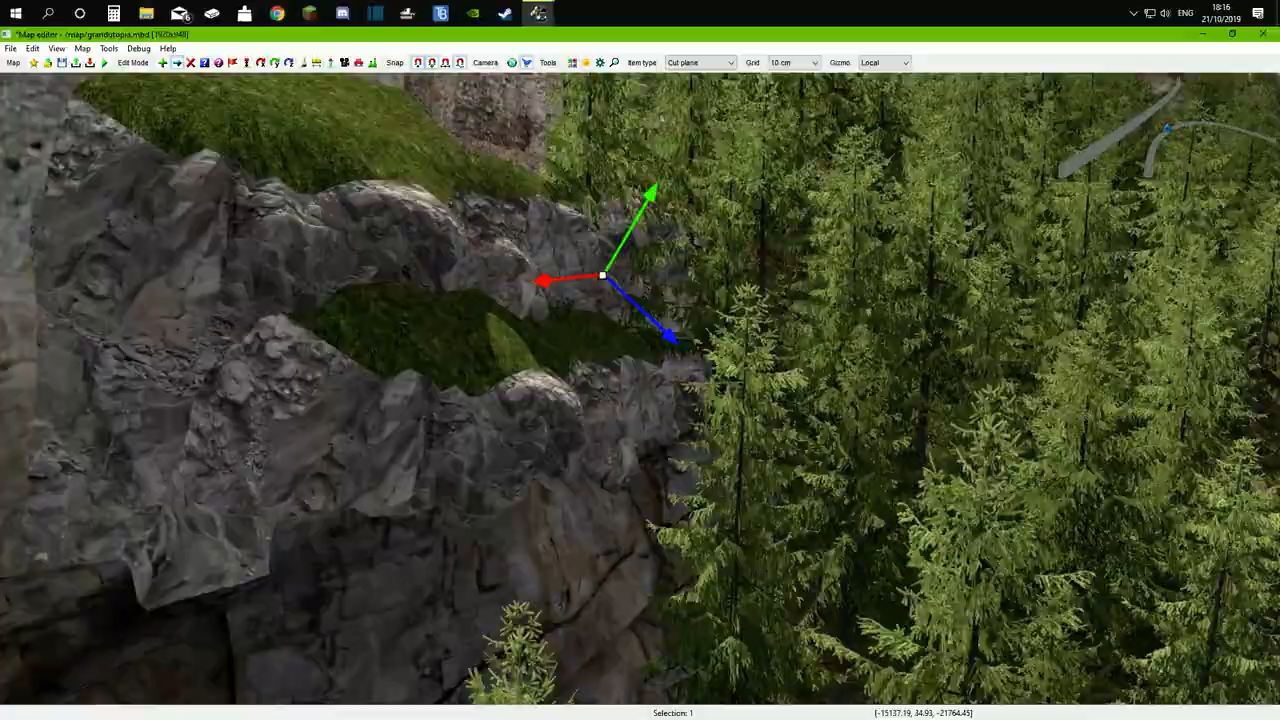 6
ENG
18:16
21/10/2019
*Map editor - /map/grandutopia.mbd [1920x948]
File Edit View Map Tools Debug Help
Map Edit Mode Snap Camera Tools Item type Cut plane Grid 10 cm Gizmo Local
Selection: 1
[-15137.19, 34.93, -21764.45]